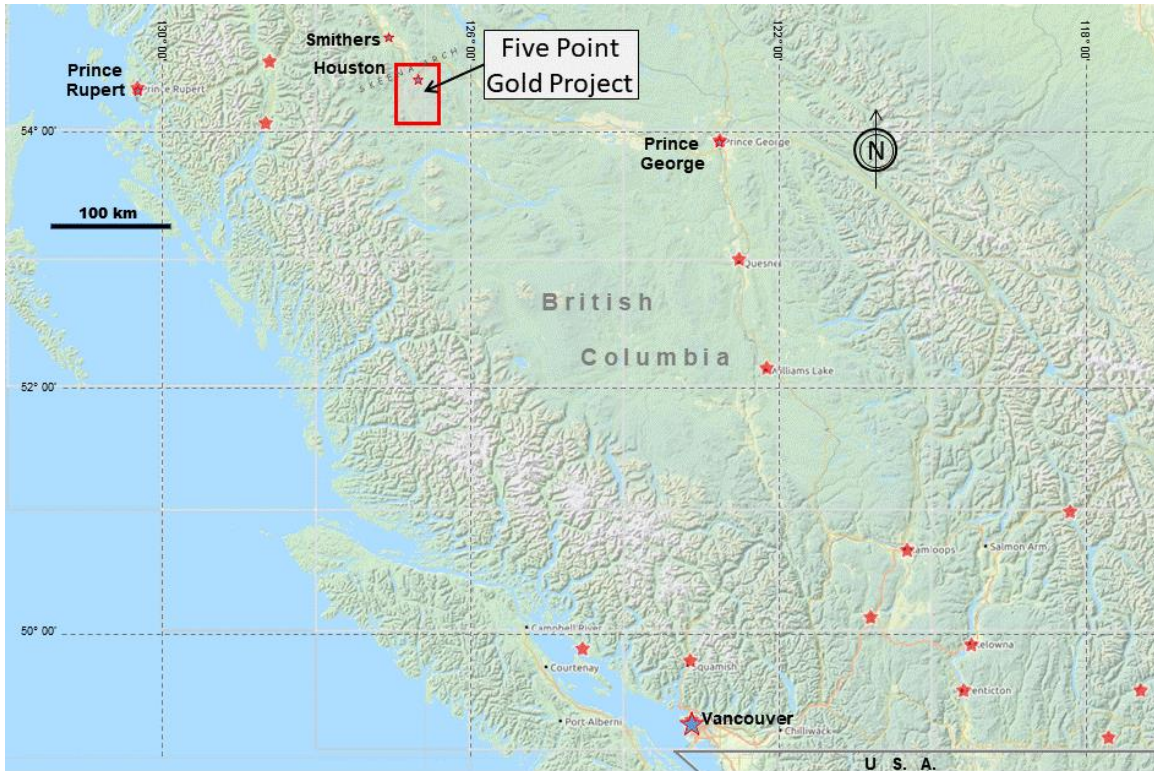 130° 00'
126° 00'
122° 00'
118° 00'
Smithers
Houston
SKEENA ARCH
Five Point
Gold Project
Prince
Rupert
Prince Rupert
54° 00'
Prince
George
Prince George
N
100 km
Quesnel
British
Columbia
Williams Lake
52° 00'
Kamloops
Salmon Arm
50° 00'
Campbell River
Kelowna
Courtenay
Squamish
Penticton
Port Alberni
Vancouver
Chilliwack
U. S. A.